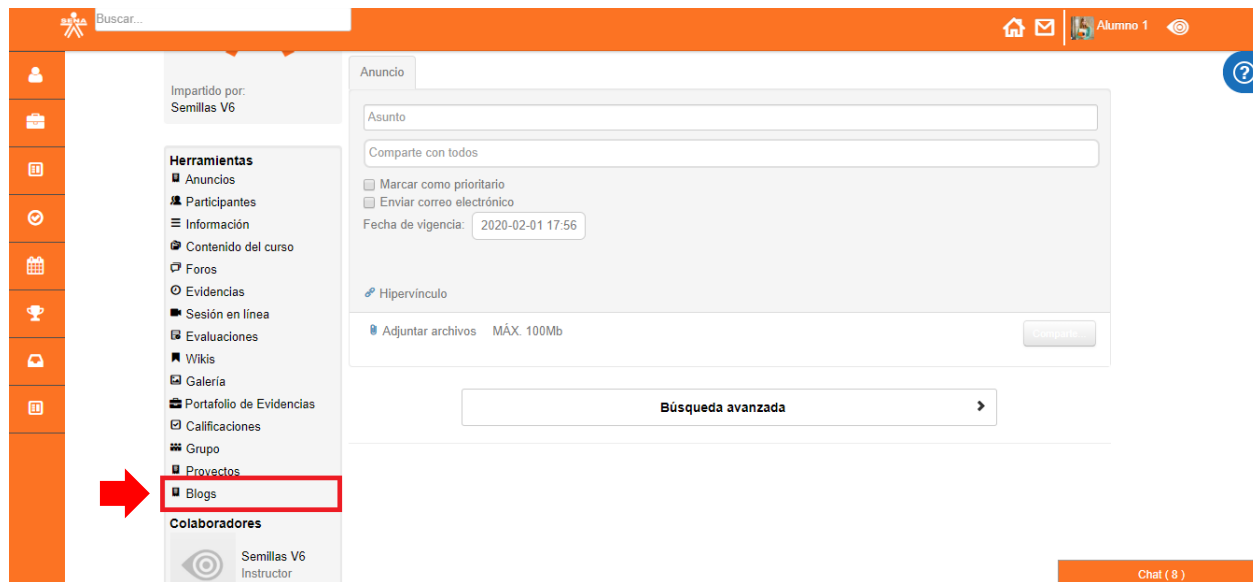 SENA
Buscar...
Alumno 1
Impartido por:
Semillas V6
Herramientas
Anuncios
Participantes
Información
Contenido del curso
Foros
Evidencias
Sesión en línea
Evaluaciones
Wikis
Galería
Portafolio de Evidencias
Calificaciones
Grupo
Proyectos
Blogs
Colaboradores
Semillas V6
Instructor
Anuncio
Asunto
Comparte con todos
Marcar como prioritario
Enviar correo electrónico
Fecha de vigencia: 2020-02-01 17:56
Hipervínculo
Adjuntar archivos MÁX. 100Mb
Búsqueda avanzada
Chat ( 8 )